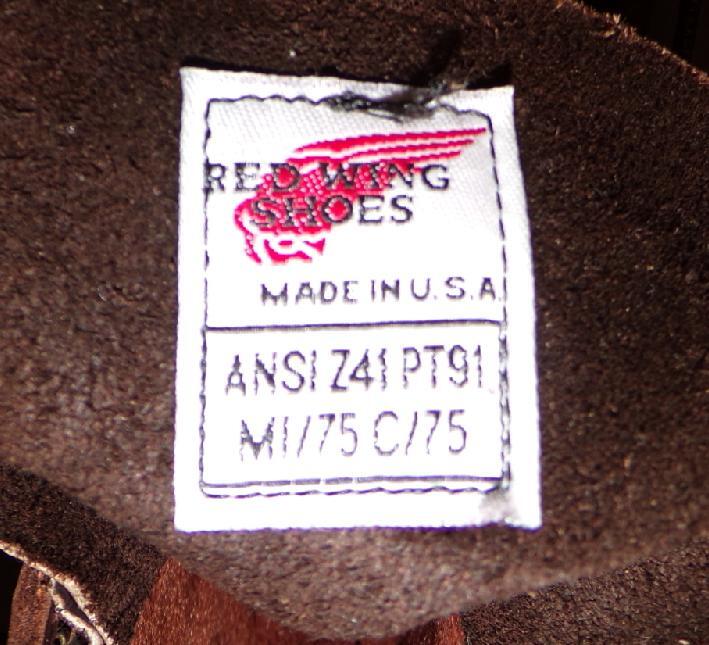 RED WING
SHOES
MADE IN U.S.A.
ANSI Z41 PT91
MI/75 C/75